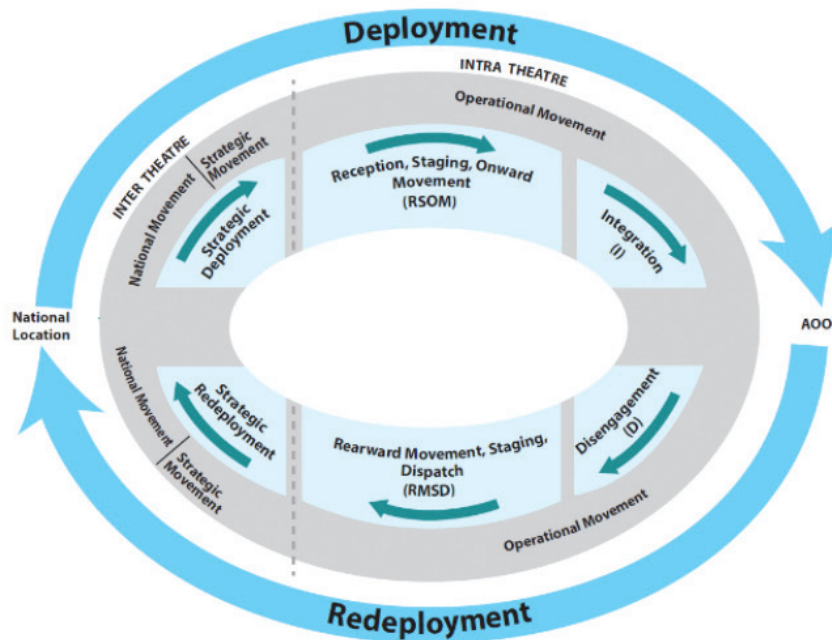 Deployment
INTRA THEATRE
Operational Movement
INTER THEATRE
National Movement
Strategic
Movement
Strategic
Deployment
Reception, Staging, Onward
Movement
(RSOM)
Integration
(I)
National
Location
AOO
National Movement
Strategic
Movement
Strategic
Redeployment
Rearward Movement, Staging,
Dispatch
(RMSD)
Disengagement
(D)
Operational Movement
Redeployment